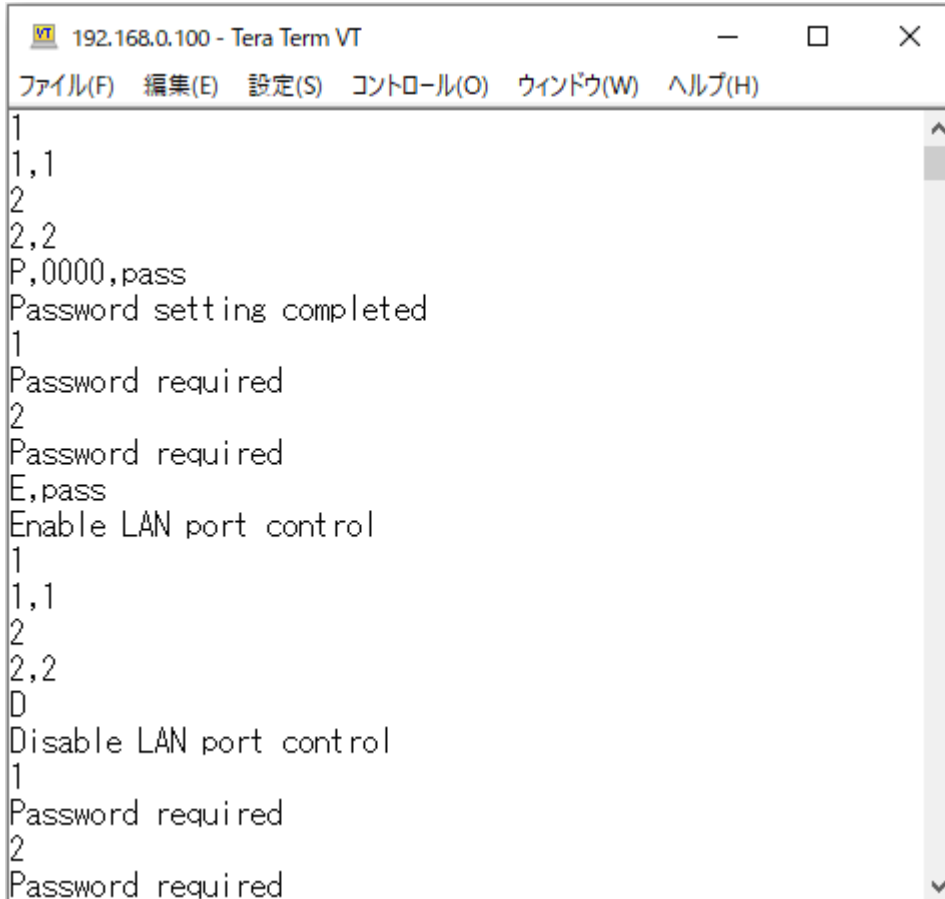 192.168.0.100 - Tera Term VT
ファイル(F) 編集(E) 設定(S) コントロール(O) ウィンドウ(W) ヘルプ(H)
1
1,1
2
2,2
P,0000,pass
Password setting completed
1
Password required
2
Password required
E,pass
Enable LAN port control
1
1,1
2
2,2
D
Disable LAN port control
1
Password required
2
Password required